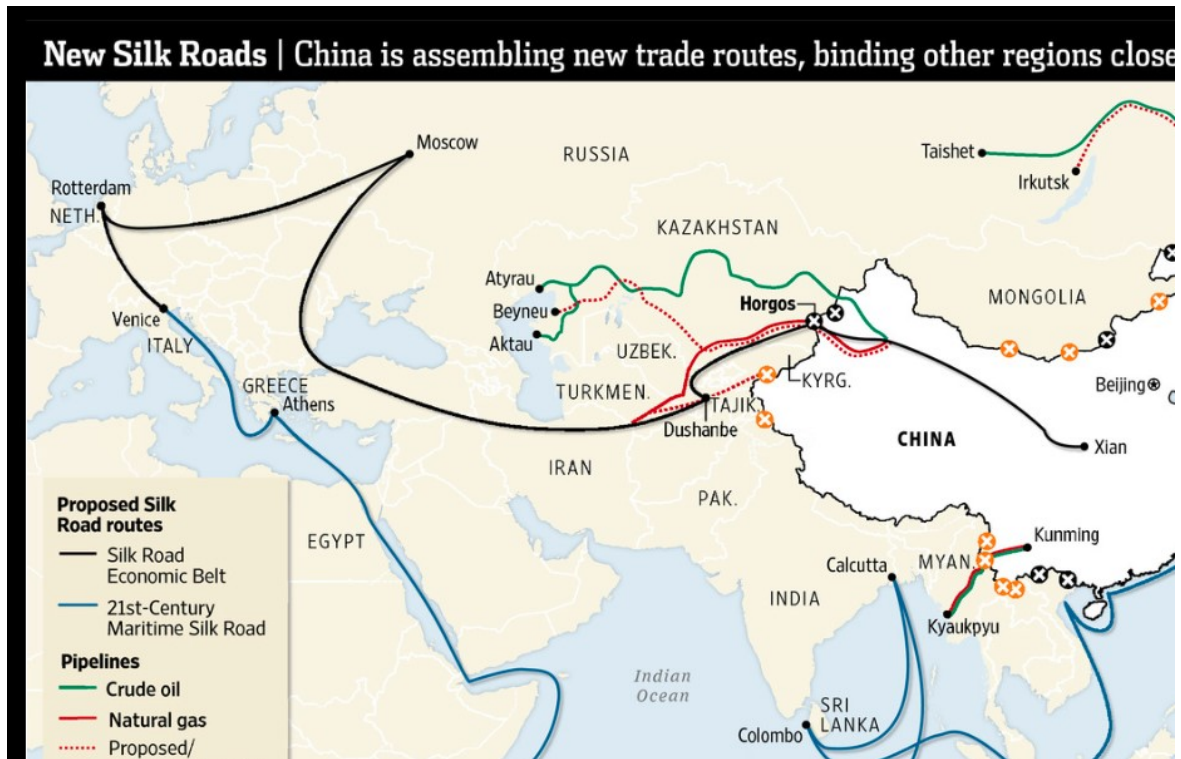 New Silk Roads | China is assembling new trade routes, binding other regions close
Moscow
RUSSIA
Taishet
Irkutsk
Rotterdam
NETH.
KAZAKHSTAN
Atyrau
Beyneu
Aktau
Horgos
MONGOLIA
Venice
ITALY
UZBEK.
GREECE
Athens
TURKMEN.
KYRG.
TAJIK.
Dushanbe
Beijing
CHINA
Xian
IRAN
PAK.
Proposed Silk
Road routes
Silk Road
Economic Belt
21st-Century
Maritime Silk Road
Pipelines
Crude oil
Natural gas
Proposed/
EGYPT
Calcutta
MYAN.
Kunming
INDIA
Kyaukpyu
Indian
Ocean
SRI
LANKA
Colombo